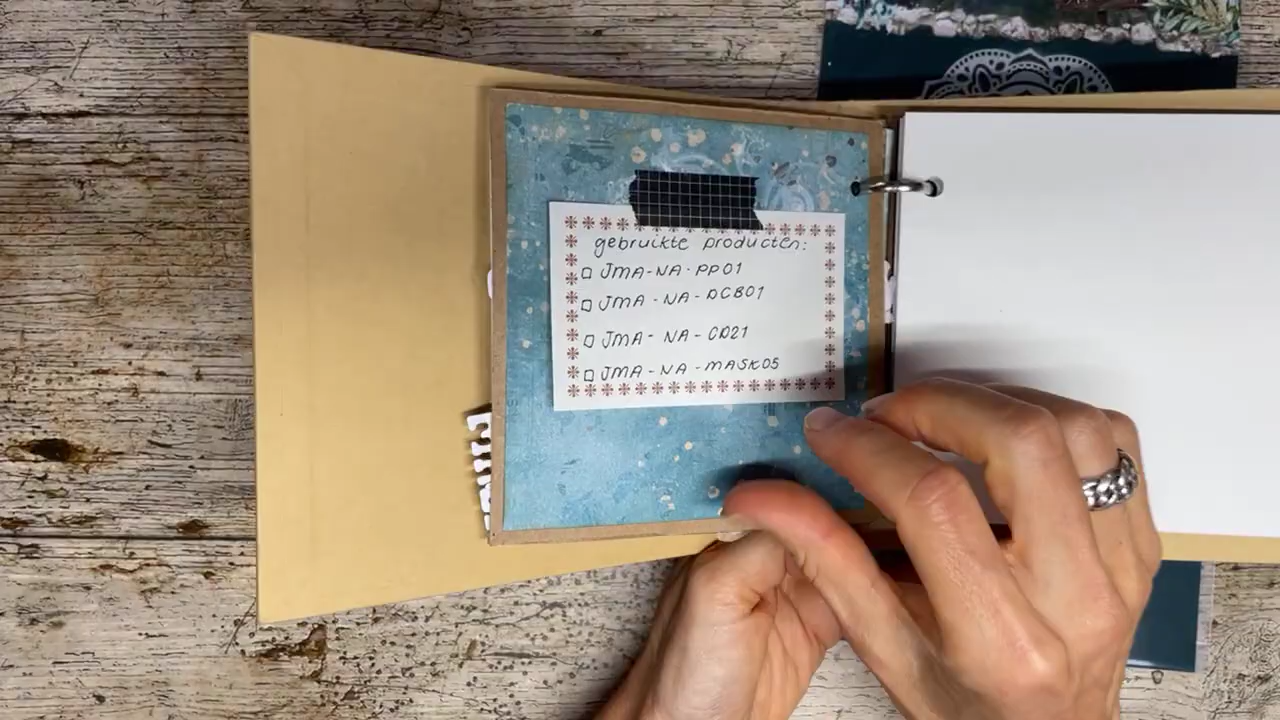 gebruikte producten:
☐ JMA-NA-PP01
☐ JMA-NA-DCB01
☐ JMA-NA-CD21
☐ JMA-NA-MASK05